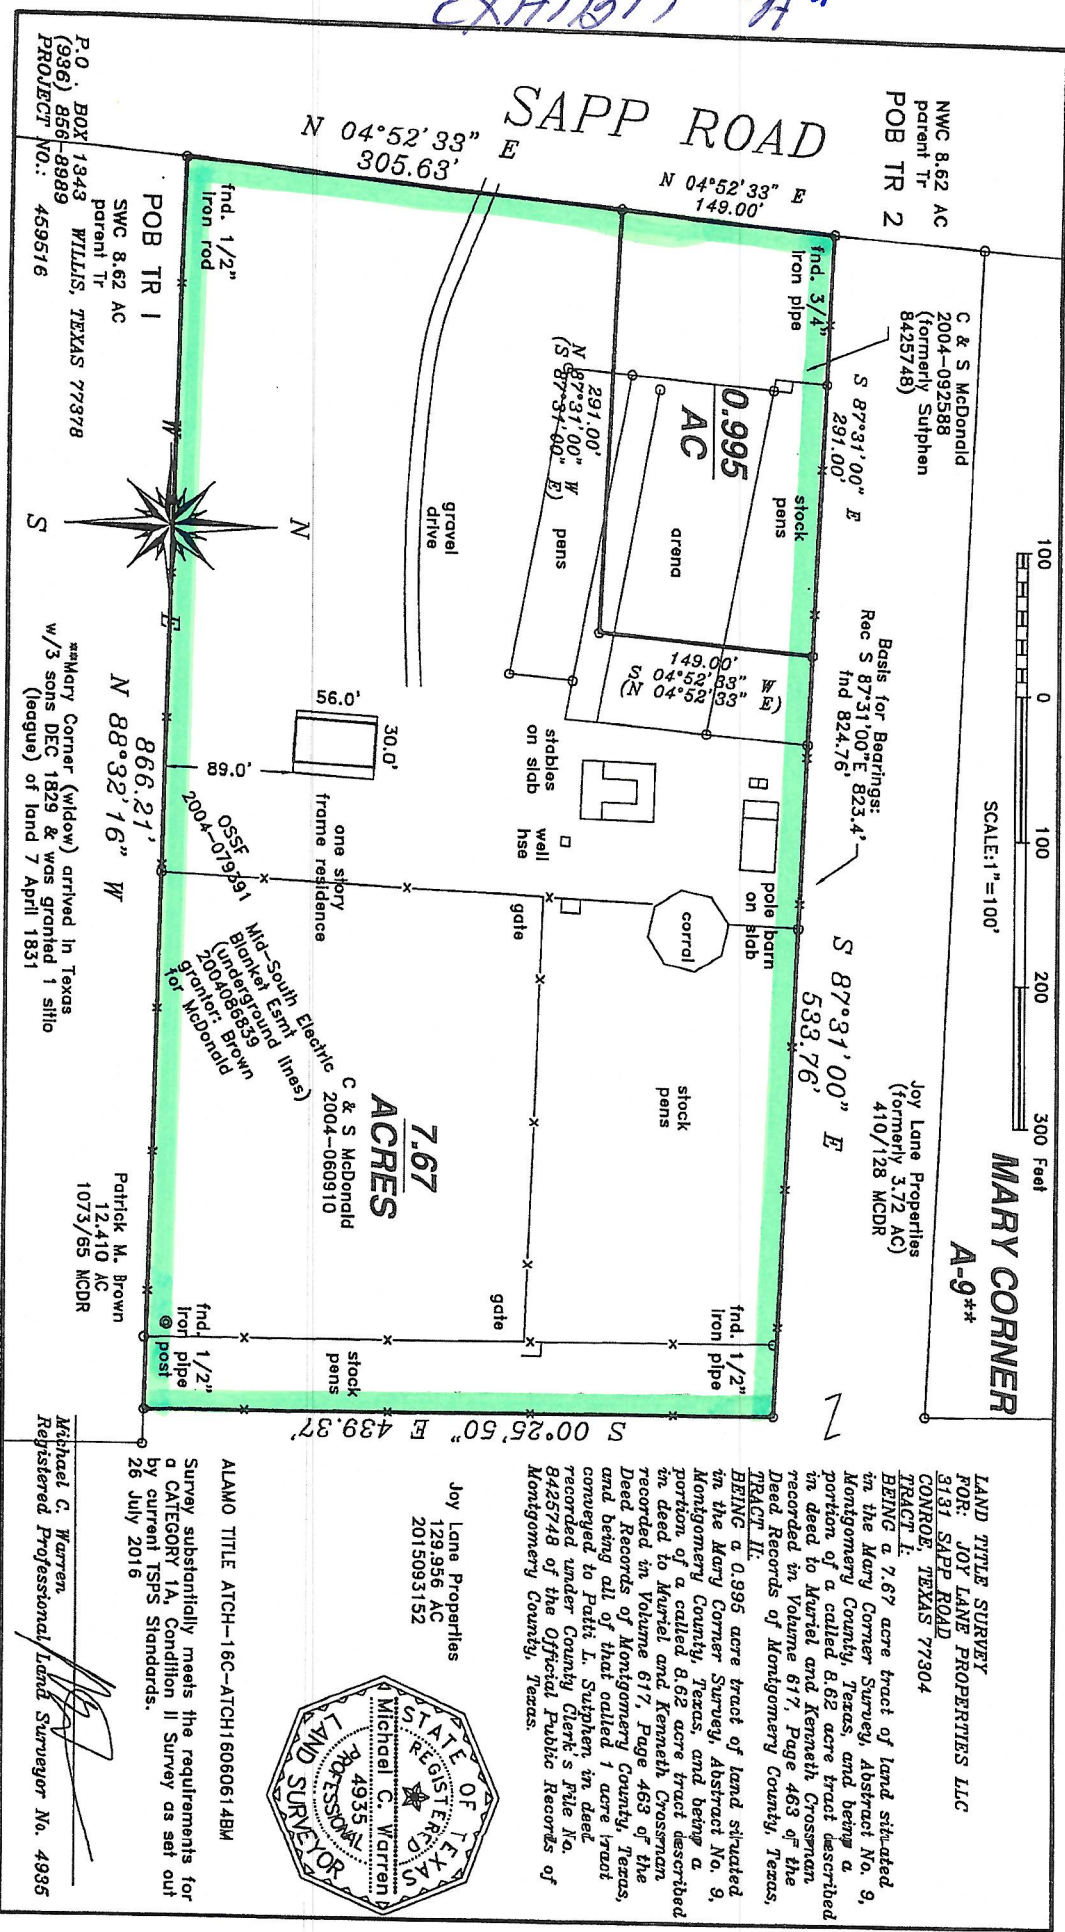 "A" EXHIBIT
NWC 8.62 AC
parent Tr
POB TR 2
SAPP ROAD
N 04°52'33" E
149.00'
N 04°52'33" E
305.63'
P.O. BOX 1343 WILLIS, TEXAS 77378
(936) 856-8989
PROJECT NO.: 459616
POB TR I
SWC 8.62 AC
parent Tr
fnd. 1/2"
iron rod
fnd. 3/4"
iron pipe
C & S McDonald
2004-092588
(formerly Sutphen
8425748)
S 87°31'00" E
291.00'
stock
pens
0.995
AC
arena
291.00'
N 87°31'00" W
(S 87°31'00" E)
pens
gravel
drive
N
W
E
S
100 0 100 200 300 Feet
SCALE:1"=100'
MARY CORNER
A-9**
Basis for Bearings:
Rec S 87°31'00"E 823.4'
fnd 824.76'
149.00'
S 04°52'33" W
(N 04°52'33" E)
S 87°31'00" E
533.76'
Joy Lane Properties
(formerly 3.72 AC)
410/128 MCDR
stables
on slab
well
hse
pole barn
on slab
corral
gate
stock
pens
56.0'
30.0'
89.0'
one story
frame residence
OSSF
2004-079391
Mid-South Electric
Blanket Esmt
(underground lines)
2004086839
grantor: Brown
for McDonald
7.67
ACRES
C & S McDonald
2004-060910
866.21'
N 88°32'16" W
**Mary Corner (widow) arrived in Texas
w/3 sons DEC 1829 & was granted 1 sitio
(league) of land 7 April 1831
Patrick M. Brown
12.410 AC
1073/65 MCDR
gate
fnd. 1/2"
iron pipe
stock
pens
fnd. 1/2"
iron pipe
@ post
S 00°25'50" E 439.37'
LAND TITLE SURVEY
FOR: JOY LANE PROPERTIES LLC
3131 SAPP ROAD
CONROE, TEXAS 77304
TRACT I:
BEING a 7.67 acre tract of land situated
in the Mary Corner Survey, Abstract No. 9,
Montgomery County, Texas, and being a
portion of a called 8.62 acre tract described
in deed to Muriel and Kenneth Crossman
recorded in Volume 617, Page 463 of the
Deed Records of Montgomery County, Texas,
TRACT II:
BEING a 0.995 acre tract of land situated
in the Mary Corner Survey, Abstract No. 9,
Montgomery County, Texas, and being a
portion of a called 8.62 acre tract described
in deed to Muriel and Kenneth Crossman
recorded in Volume 617, Page 463 of the
Deed Records of Montgomery County, Texas,
and being all of that called 1 acre tract
conveyed to Patti L. Sutphen in deed
recorded under County Clerk's File No.
8425748 of the Official Public Records of
Montgomery County, Texas.
Joy Lane Properties
129.956 AC
2015093152
STATE OF TEXAS
REGISTERED
Michael C. Warren
4935
PROFESSIONAL
LAND SURVEYOR
ALAMO TITLE ATCH-16C-ATCH16060614BM
Survey substantially meets the requirements for
a CATEGORY 1A, Condition II Survey as set out
by current TSPS Standards.
26 July 2016
Michael C. Warren
Registered Professional Land Surveyor No. 4935